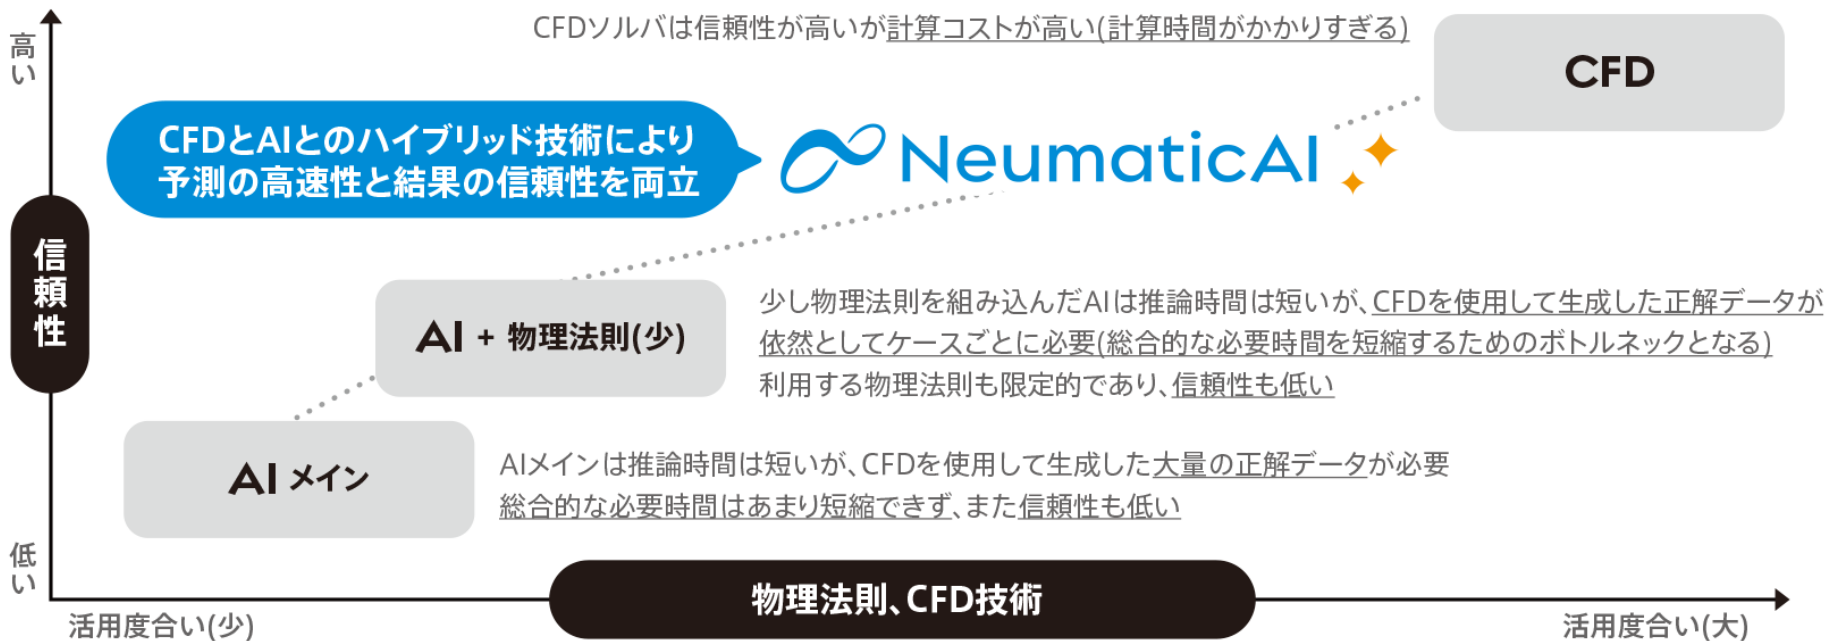 高い
CFDソルバは信頼性が高いが計算コストが高い(計算時間がかかりすぎる)
CFD
CFDとAIとのハイブリッド技術により
予測の高速性と結果の信頼性を両立
NeumaticAI
信頼性
AI + 物理法則(少)
少し物理法則を組み込んだAIは推論時間は短いが、CFDを使用して生成した正解データが
依然としてケースごとに必要(総合的な必要時間を短縮するためのボトルネックとなる)
利用する物理法則も限定的であり、信頼性も低い
AI メイン
AIメインは推論時間は短いが、CFDを使用して生成した大量の正解データが必要
総合的な必要時間はあまり短縮できず、また信頼性も低い
低い
物理法則、CFD技術
活用度合い(少)
活用度合い(大)